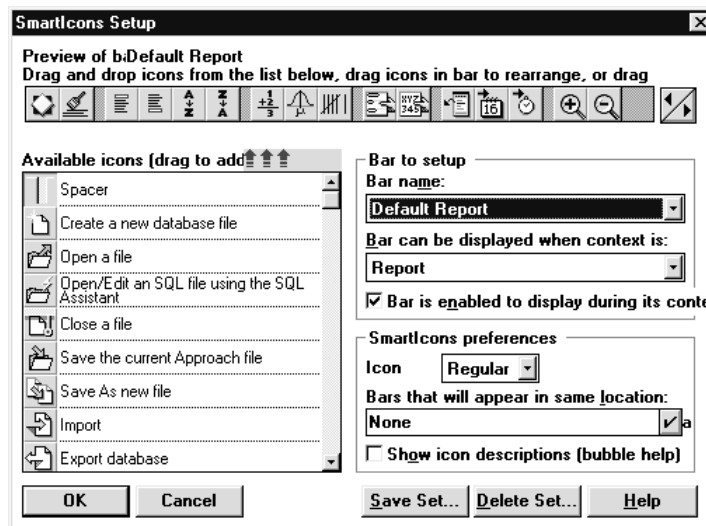 SmartIcons Setup
Preview of ba Default Report
Drag and drop icons from the list below, drag icons in bar to rearrange, or drag
Available icons (drag to add
Spacer
Create a new database file
Open a file
Open/Edit an SQL file using the SQL
Assistant
Close a file
Save the current Approach file
Save As new file
Import
Export database
Bar to setup
Bar name:
Default Report
Bar can be displayed when context is:
Report
Bar is enabled to display during its conte
SmartIcons preferences
Icon Regular
Bars that will appear in same location:
None a
Show icon descriptions (bubble help)
OK Cancel Save Set... Delete Set... Help